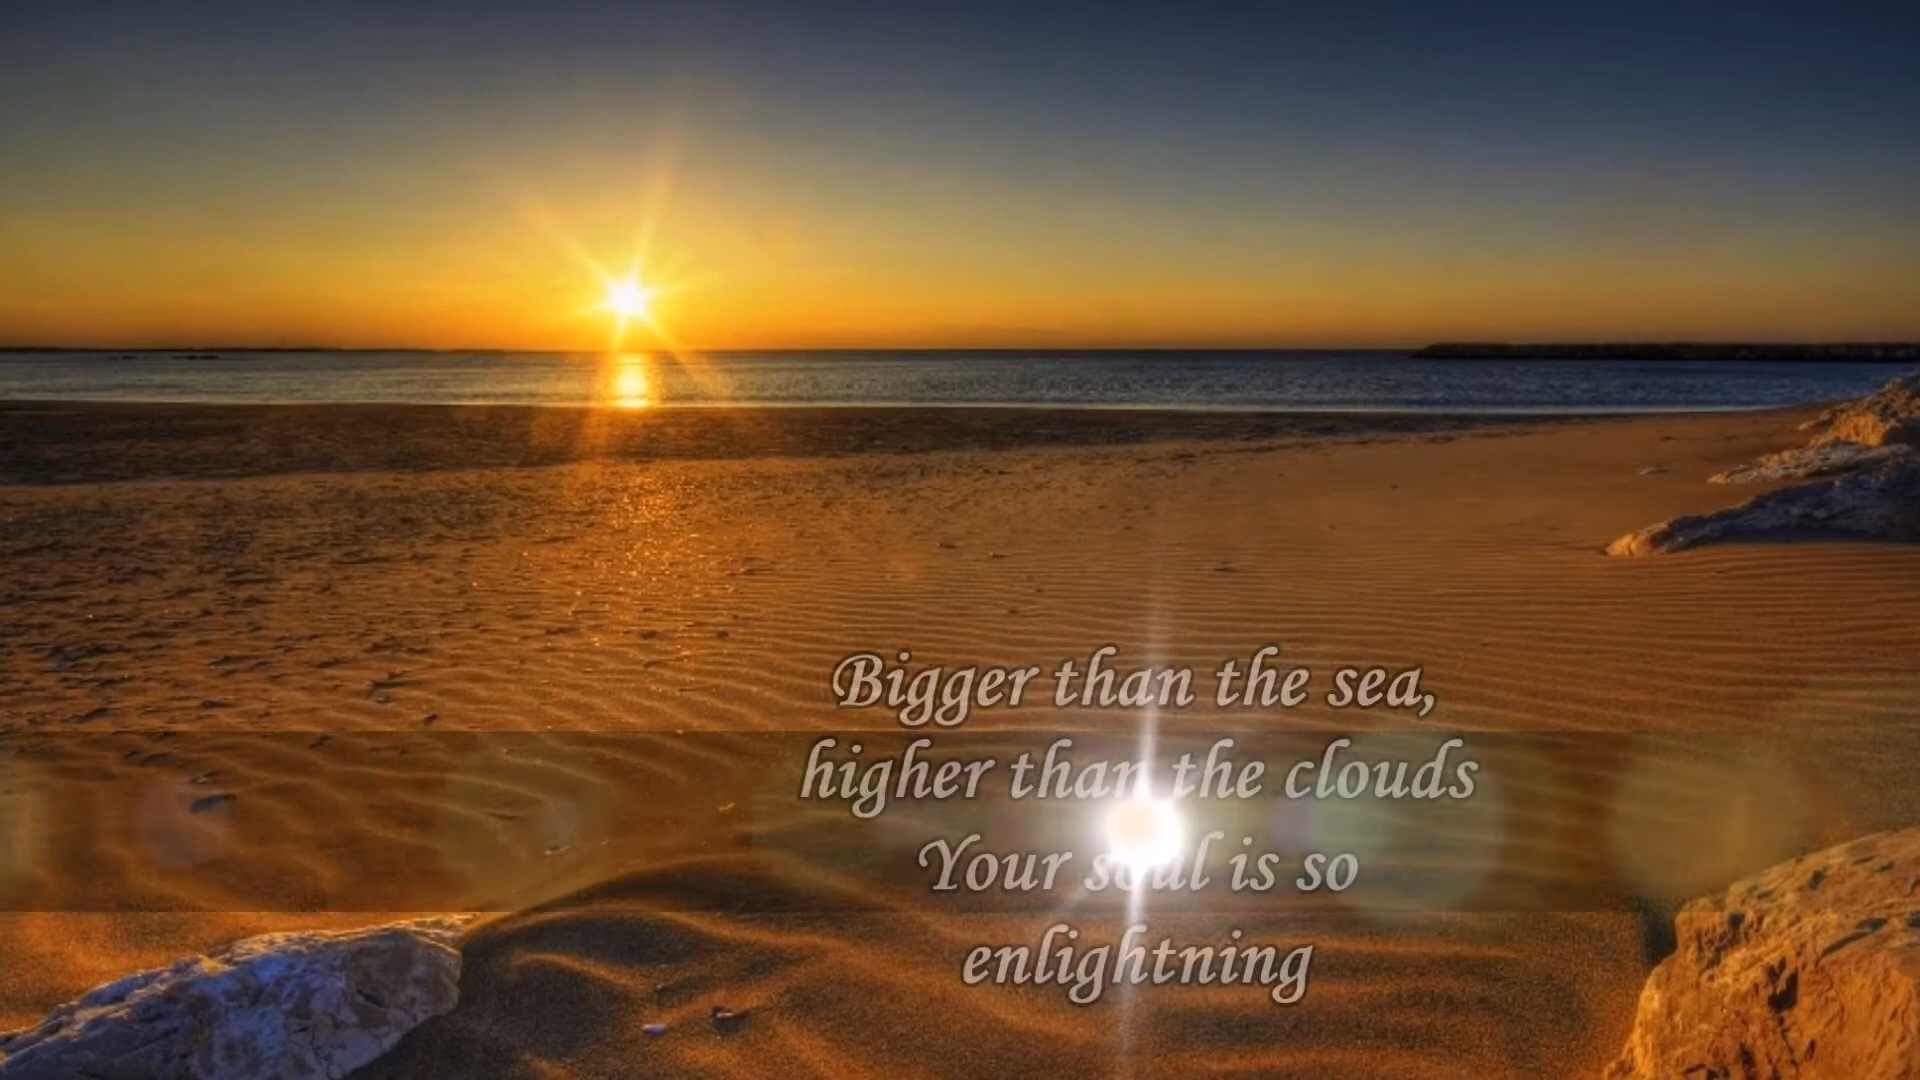 Bigger than the sea,
higher than the clouds
Your soul is so
enlightning